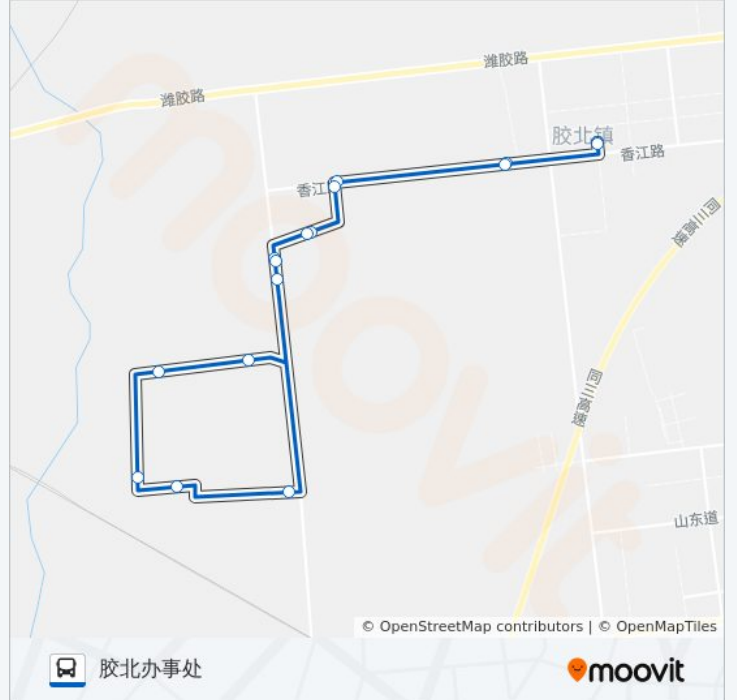 潍胶路
潍胶路
胶北镇
香江路
香江
同三高速
同三高速
山东道
moovit
© OpenStreetMap contributors | © OpenMapTiles
胶北办事处
moovit